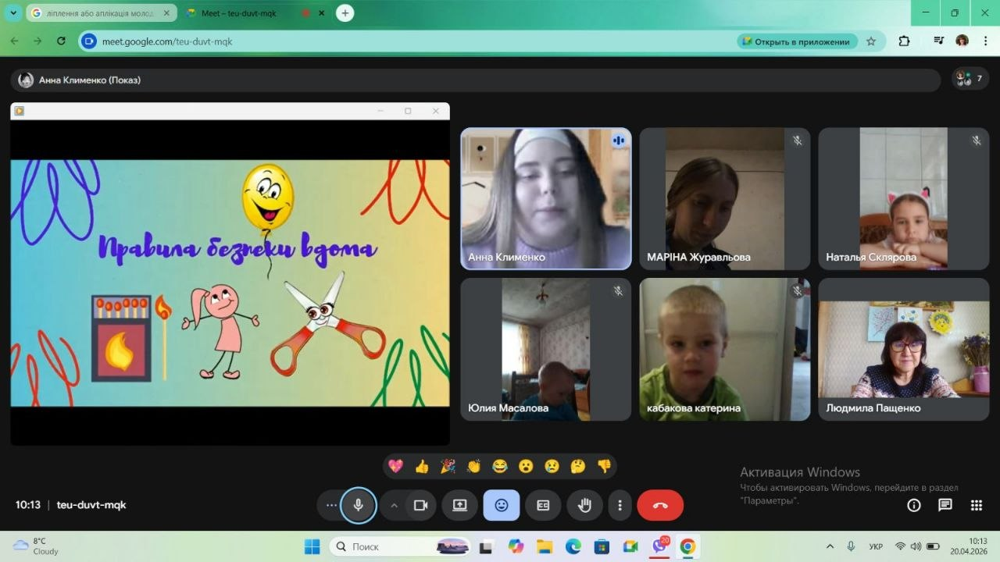 ліплення або аплікація молод
Meet – teu-duvt-mqk
meet.google.com/teu-duvt-mqk
Открыть в приложении
Анна Клименко (Показ)
7
Правила безпеки вдома
Анна Клименко
МАРІНА Журавльова
Наталья Склярова
Юлия Масалова
кабакова катерина
Людмила Пащенко
Активация Windows
Чтобы активировать Windows, перейдите в раздел
"Параметры".
10:13 | teu-duvt-mqk
8°C
Cloudy
Поиск
20
УКР
10:13
20.04.2026